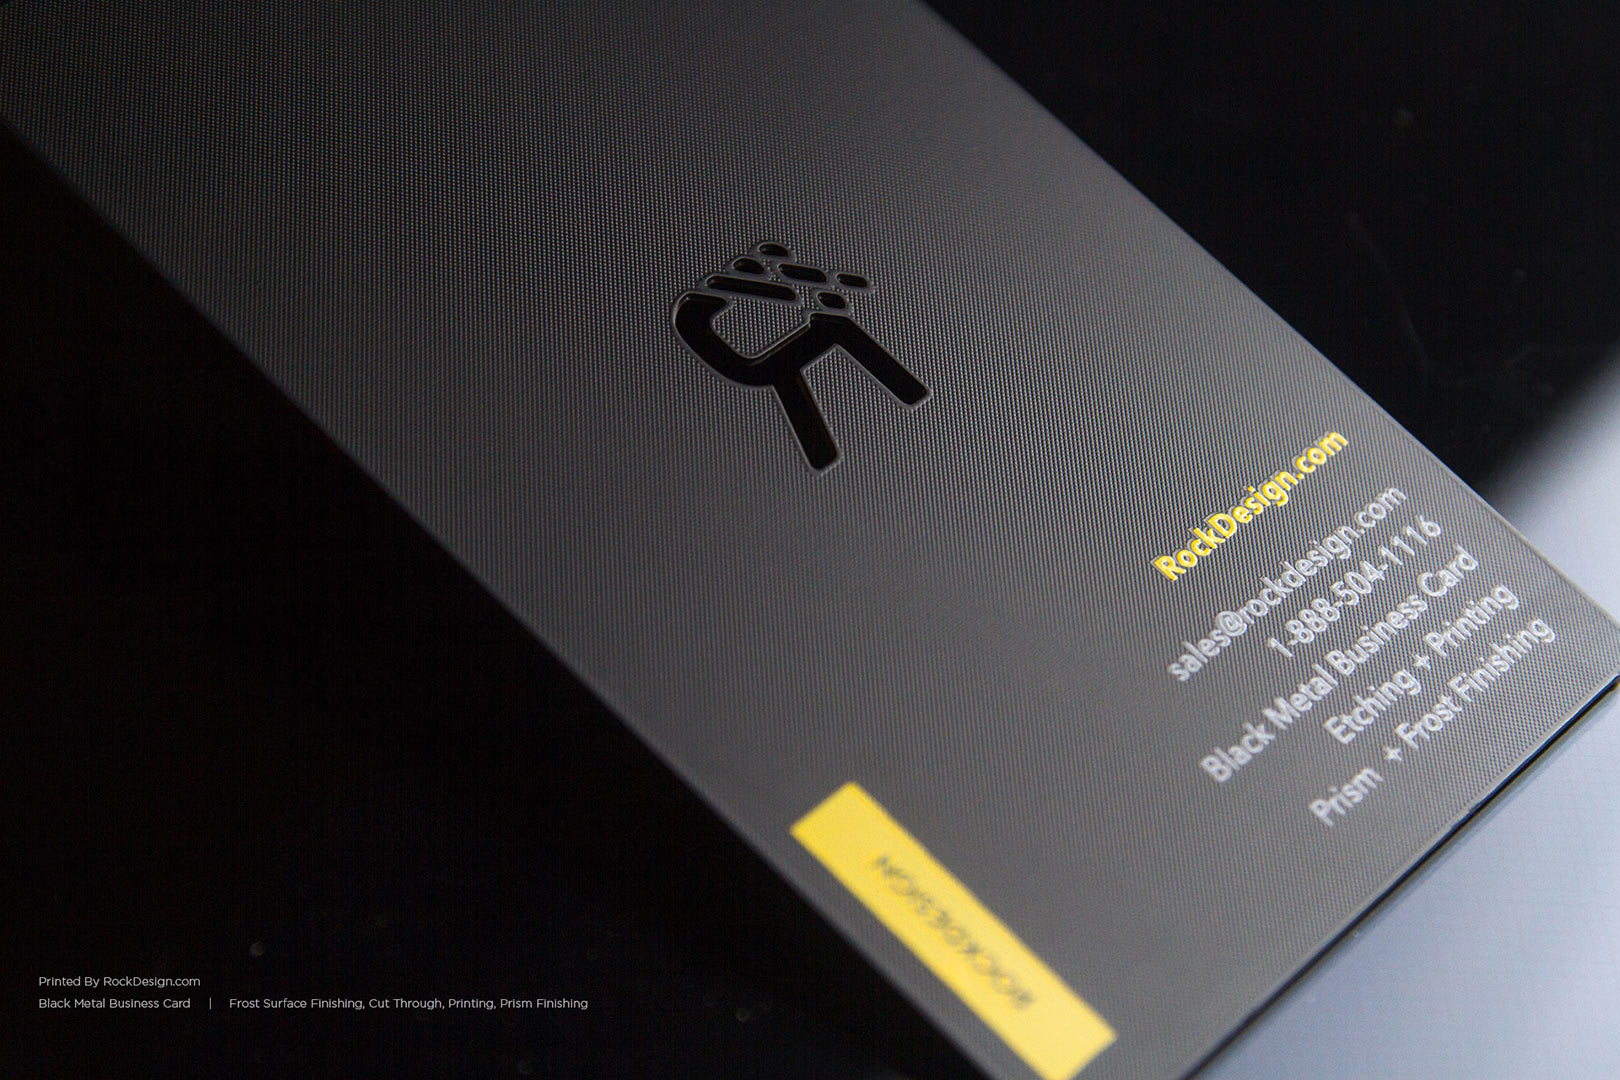 RockDesign.com
sales@rockdesign.com
1-888-504-1116
Black Metal Business Card
Etching + Printing
Prism + Frost Finishing
ROCKDESIGN
Printed By RockDesign.com
Black Metal Business Card | Frost Surface Finishing, Cut Through, Printing, Prism Finishing